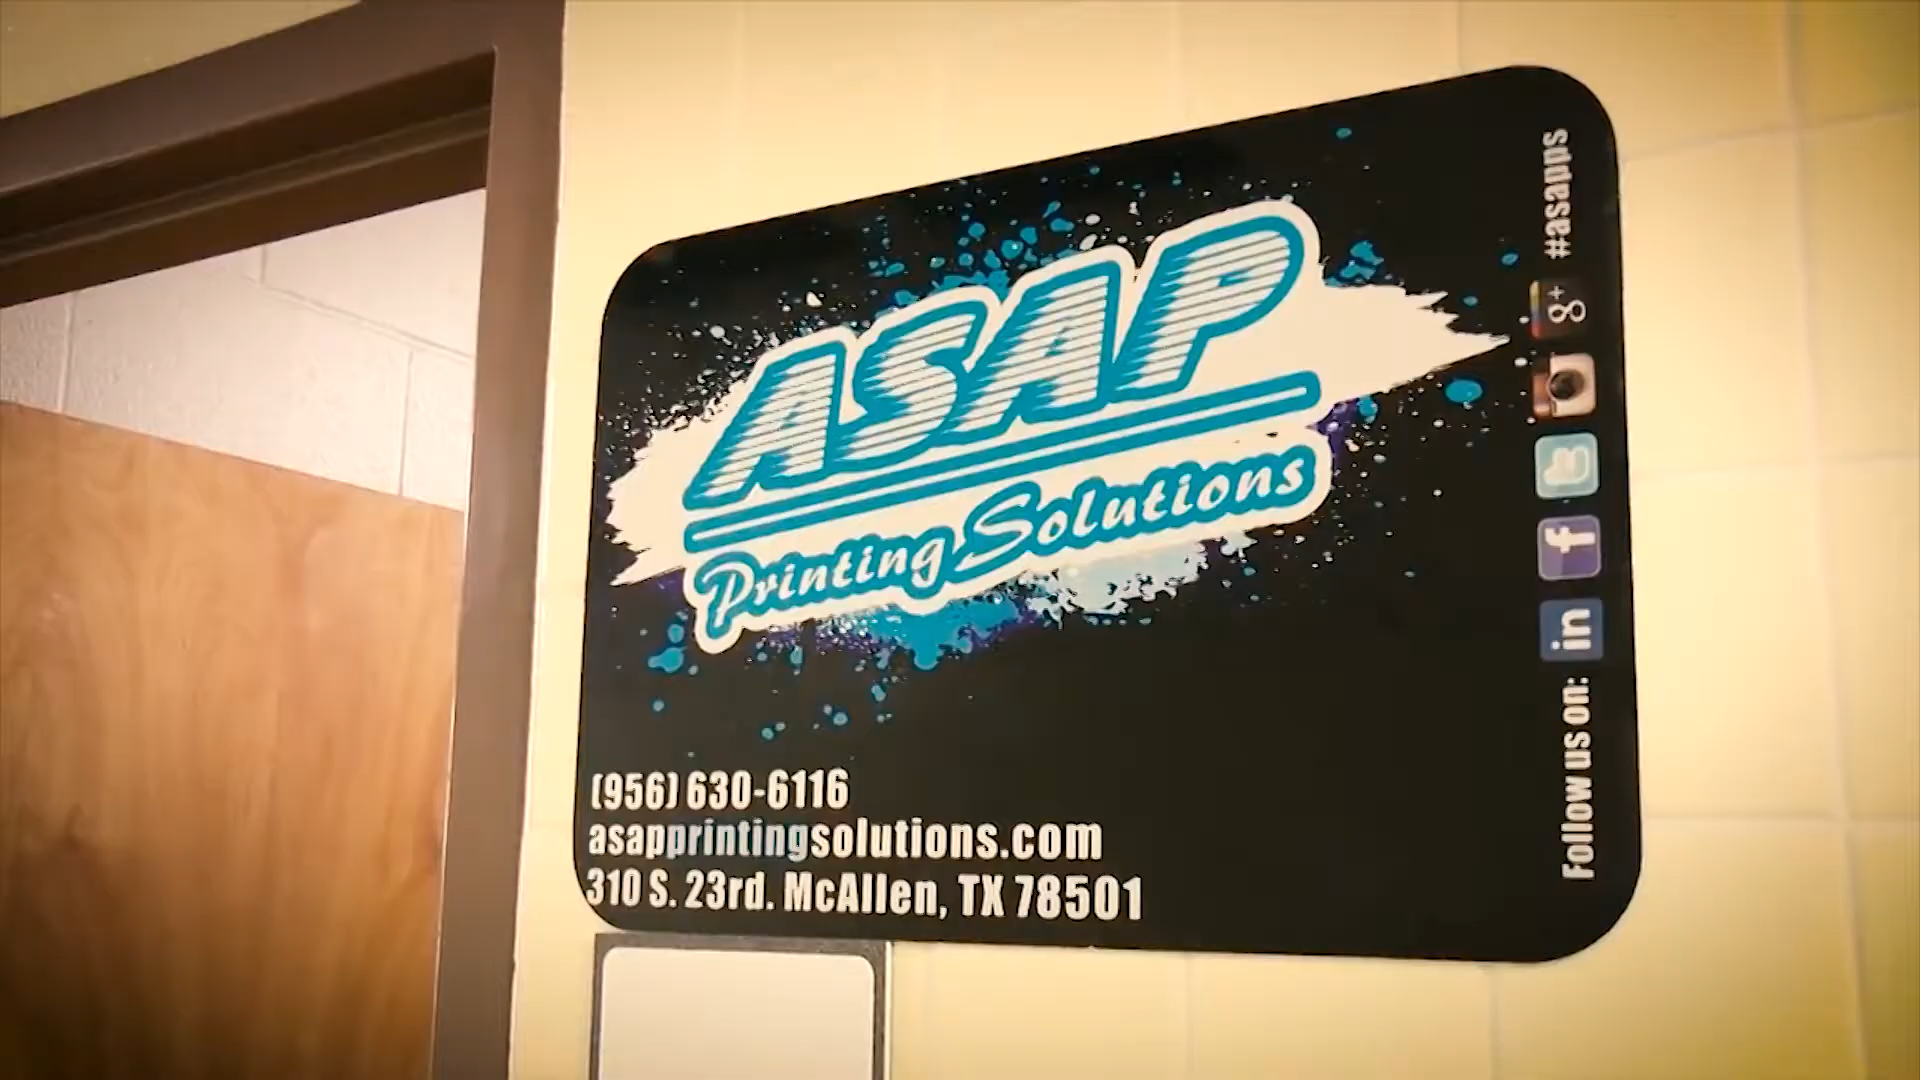 ASAP
Printing Solutions
(956) 630-6116
asapprintingsolutions.com
310 S. 23rd. McAllen, TX 78501
Follow us on: in f g+ #asapps